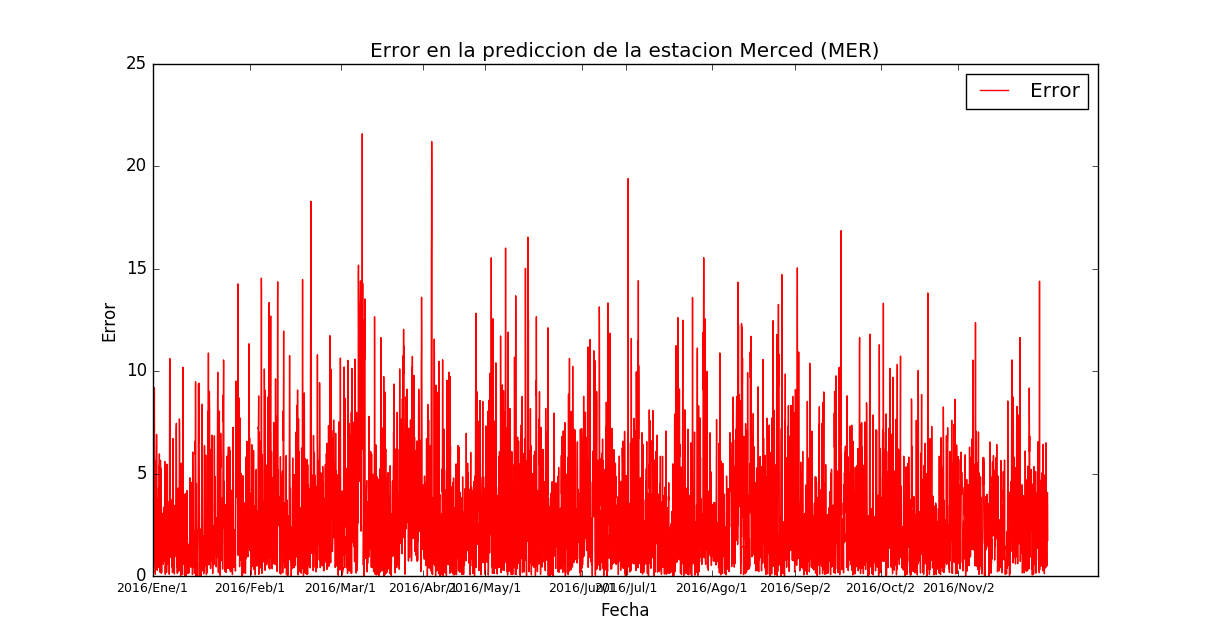 Error en la prediccion de la estacion Merced (MER)
25
Error
20
15
Error
10
5
0
2016/Ene/1 2016/Feb/1 2016/Mar/1 2016/Abr/1 2016/May/1 2016/Jun/1 2016/Jul/1 2016/Ago/1 2016/Sep/2 2016/Oct/2 2016/Nov/2
Fecha